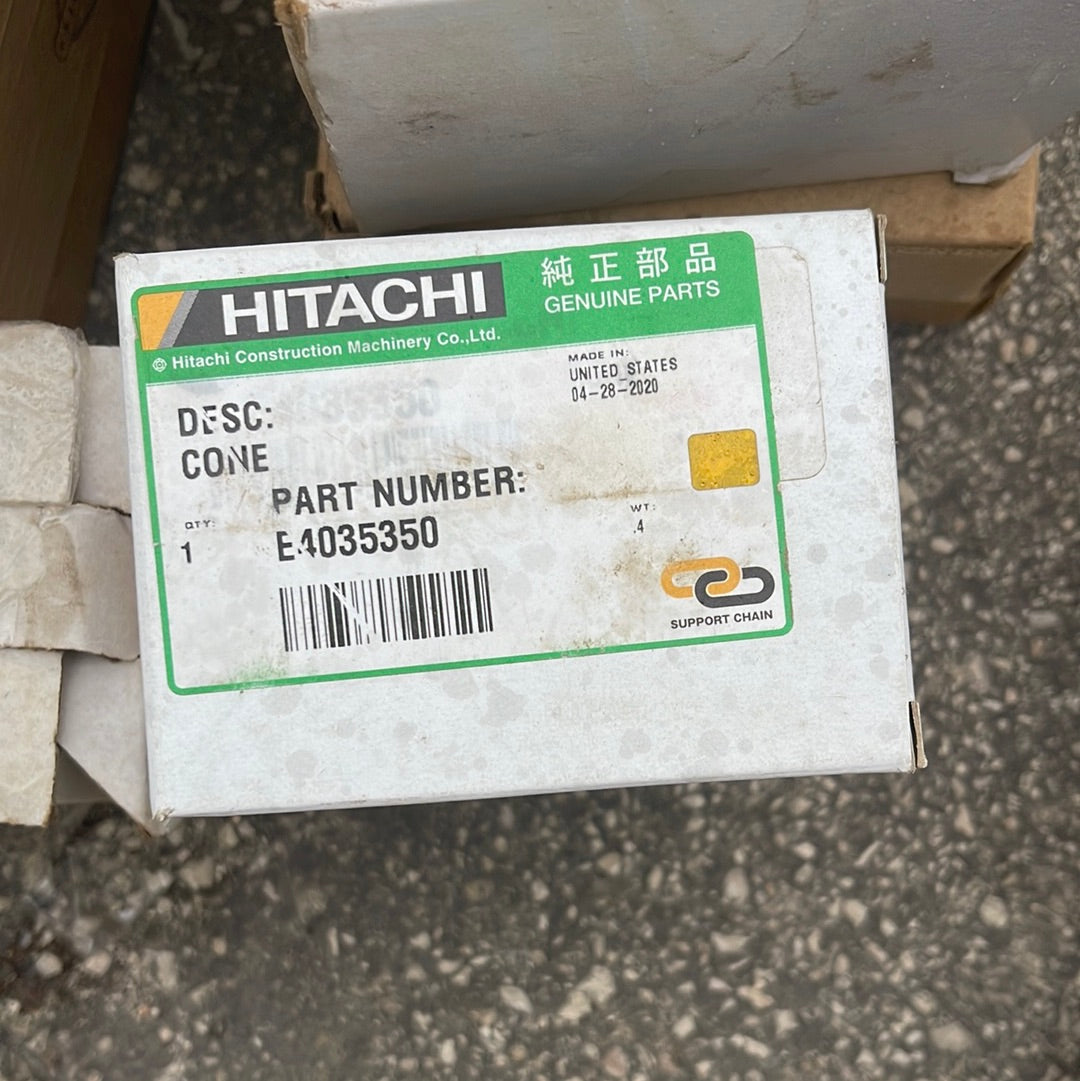 HITACHI
Hitachi Construction Machinery Co.,Ltd.
純正部品
GENUINE PARTS
MADE IN:
UNITED STATES
04-28-2020
DESC:
CONE
PART NUMBER:
QTY:
1
E4035350
WT:
.4
SUPPORT CHAIN